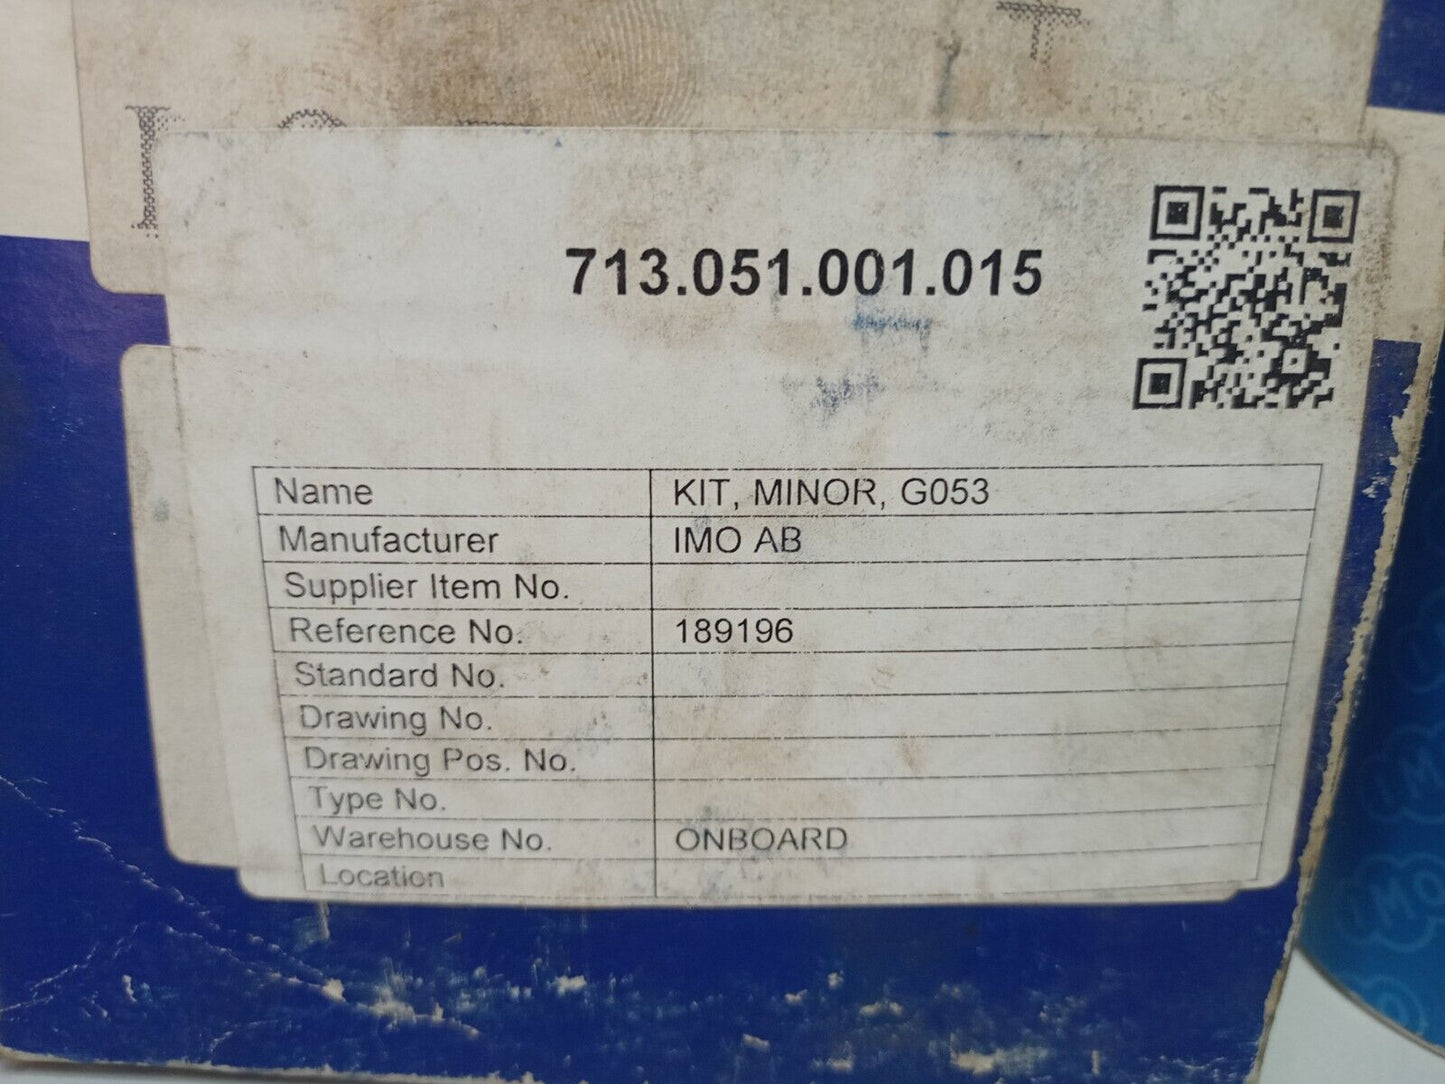 T
713.051.001.015
Name KIT, MINOR, G053
Manufacturer IMO AB
Supplier Item No.
Reference No. 189196
Standard No.
Drawing No.
Drawing Pos. No.
Type No.
Warehouse No. ONBOARD
Location
IMO